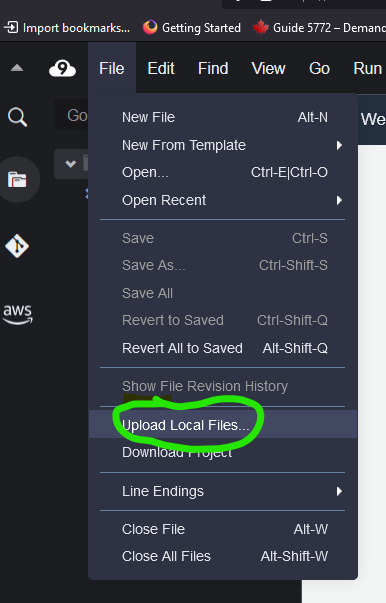 Import bookmarks... Getting Started Guide 5772 – Demand
9 File Edit Find View Go Run
Go
We
New File Alt-N
New From Template
Open... Ctrl-E|Ctrl-O
Open Recent
Save Ctrl-S
Save As... Ctrl-Shift-S
Save All
Revert to Saved Ctrl-Shift-Q
Revert All to Saved Alt-Shift-Q
Show File Revision History
Upload Local Files...
Download Project
Line Endings
Close File Alt-W
Close All Files Alt-Shift-W
aws